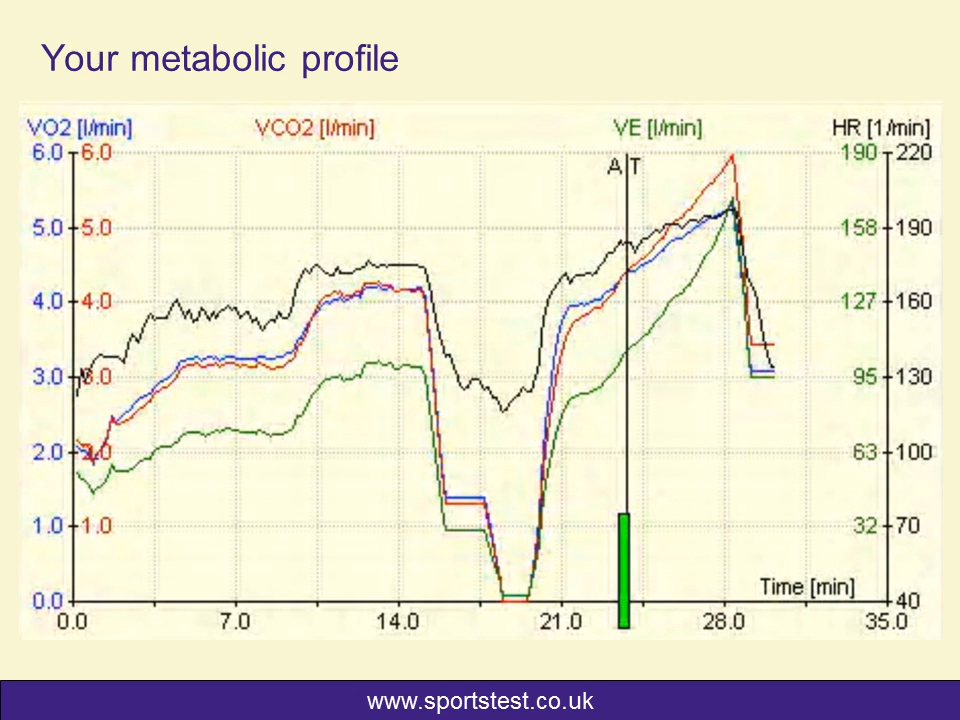 Your metabolic profile
VO2 [l/min] VCO2 [l/min] VE [l/min] HR [1/min]
6.0 6.0 190 220
A T
5.0 5.0 158 190
4.0 4.0 127 160
3.0 3.0 95 130
2.0 2.0 63 100
1.0 1.0 32 70
Time [min]
0.0 40
0.0 7.0 14.0 21.0 28.0 35.0
www.sportstest.co.uk